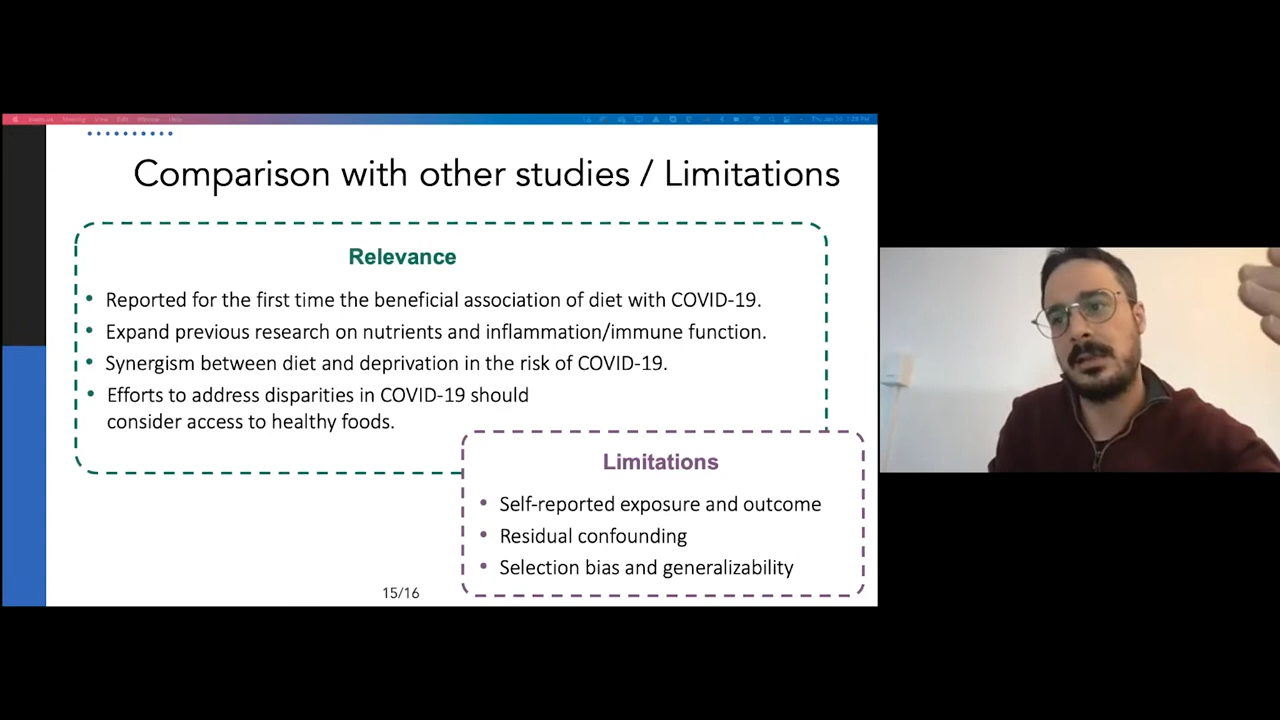 Comparison with other studies / Limitations
Relevance
• Reported for the first time the beneficial association of diet with COVID-19.
• Expand previous research on nutrients and inflammation/immune function.
• Synergism between diet and deprivation in the risk of COVID-19.
• Efforts to address disparities in COVID-19 should
consider access to healthy foods.
Limitations
• Self-reported exposure and outcome
• Residual confounding
• Selection bias and generalizability
15/16